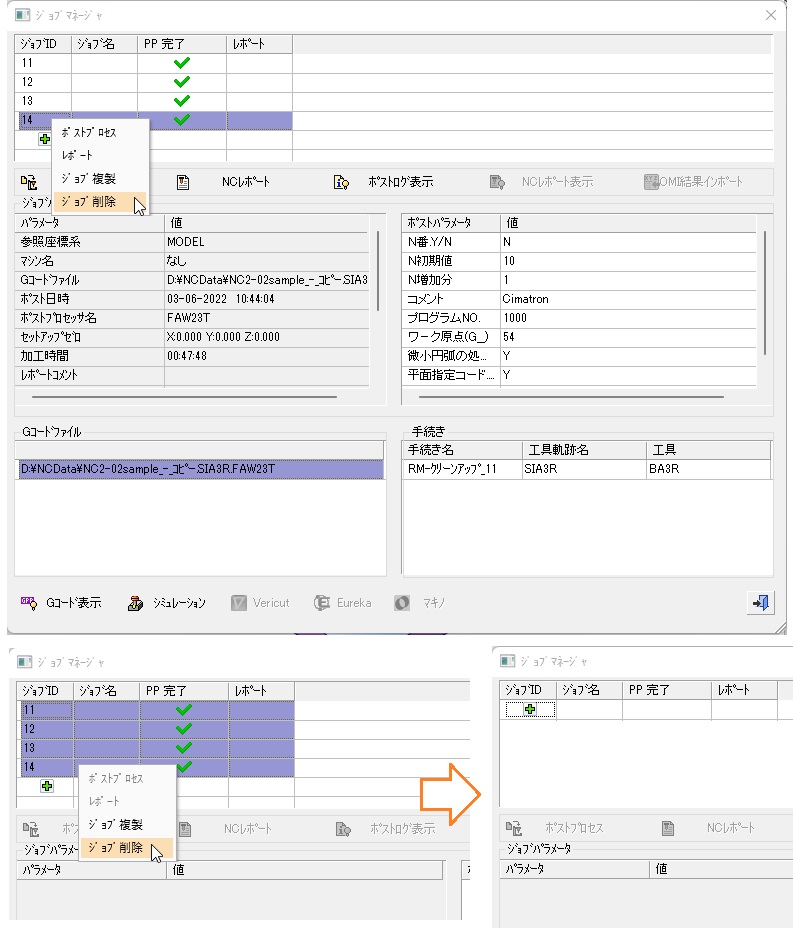 ジョブ マネージャ
ジョブID ジョブ名 PP 完了 レポート
11
12
13
14
ポストプロセス
レポート
ジョブ 複製
ジョブ 削除
NCレポート ポストログ表示 NCレポート表示 OMI結果インポート
パラメータ 値
参照座標系 MODEL
マシン名 なし
Gコードファイル D:¥NCData¥NC2-02sample_-_コピー.SIA3
ポスト日時 03-06-2022 10:44:04
ポストプロセッサ名 FAW23T
セットアップゼロ X:0.000 Y:0.000 Z:0.000
加工時間 00:47:48
レポートコメント
ポストパラメータ 値
N番.Y/N N
N初期値 10
N増加分 1
コメント Cimatron
プログラム,NO. 1000
ワーク原点(G_) 54
微小円弧の処... Y
平面指定コード... Y
Gコードファイル
D:¥NCData¥NC2-02sample_-_コピー.SIA3R.FAW23T
手続き
手続き名 工具軌跡名 工具
RM-クリーンアップ_11 SIA3R BA3R
Gコード表示 シミュレーション Vericut Eureka マキノ
ジョブ マネージャ
ジョブID ジョブ名 PP 完了 レポート
11
12
13
14
ポストプロセス
レポート
ジョブ 複製
ジョブ 削除
NCレポート ポストログ表示
ジョブパラメー
パラメータ 値
ジョブ マネージャ
ジョブID ジョブ名 PP 完了 レポート
ポストプロセス NCレポート
ジョブパラメータ
パラメータ 値